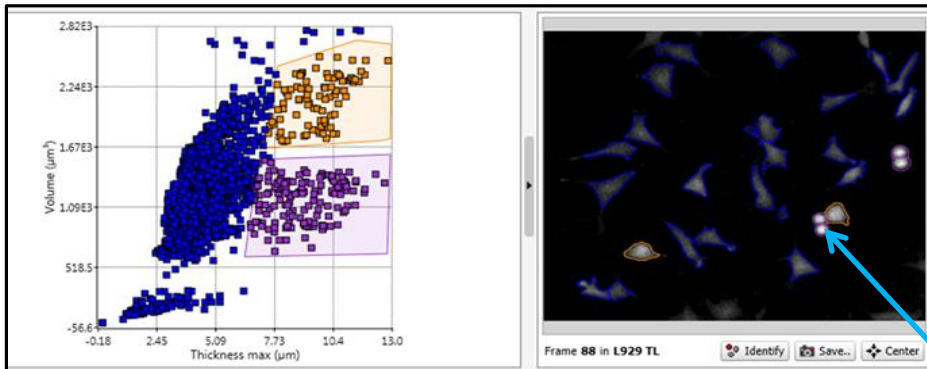 2.82E3
2.24E3
1.67E3
1.09E3
518.5
-56.6
Volume (µm³)
-0.18 2.45 5.09 7.73 10.4 13.0
Thickness max (µm)
Frame 88 in L929 TL
Identify
Save..
Center